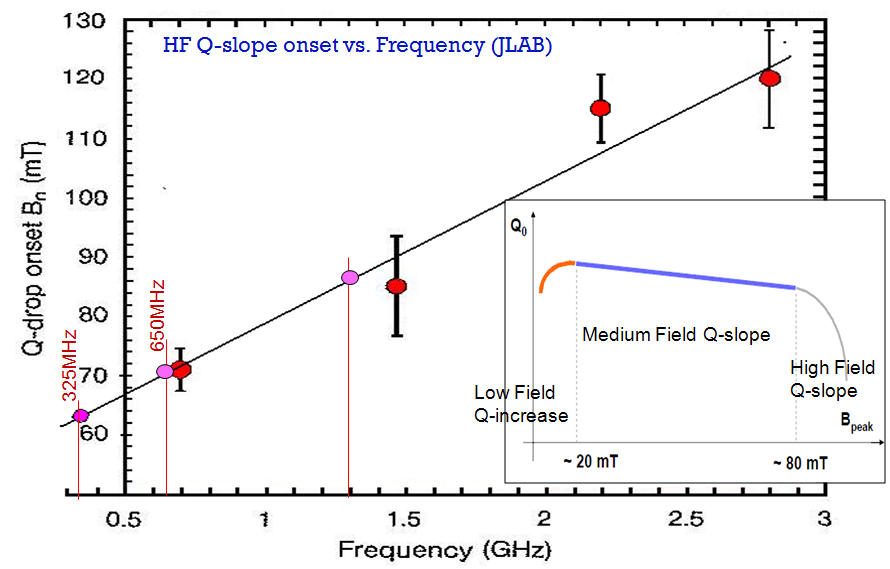 HF Q-slope onset vs. Frequency (JLAB)
130
120
110
100
90
80
70
60
Q-drop onset Bn (mT)
325MHz
650MHz
0.5
1
1.5
2
2.5
3
Frequency (GHz)
Q0
Medium Field Q-slope
Low Field
Q-increase
High Field
Q-slope
Bpeak
~ 20 mT
~ 80 mT